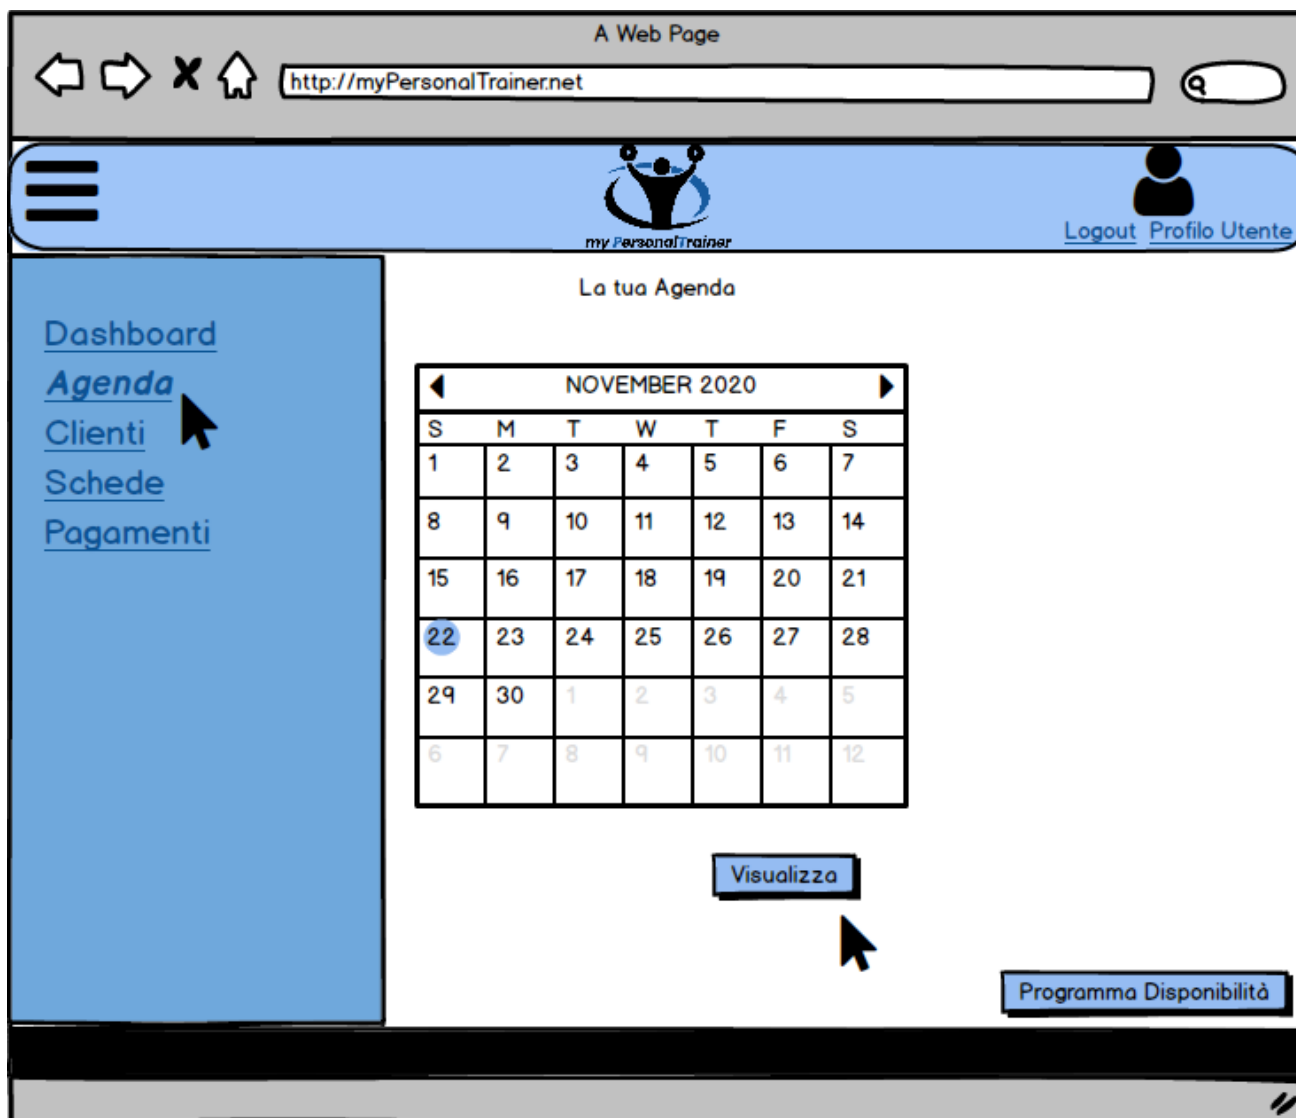 A Web Page
http://myPersonalTrainer.net
my PersonalTrainer
Logout Profilo Utente
La tua Agenda
Dashboard
Agenda
Clienti
Schede
Pagamenti
NOVEMBER 2020
S M T W T F S
1 2 3 4 5 6 7
8 9 10 11 12 13 14
15 16 17 18 19 20 21
22 23 24 25 26 27 28
29 30 1 2 3 4 5
6 7 8 9 10 11 12
Visualizza
Programma Disponibilità